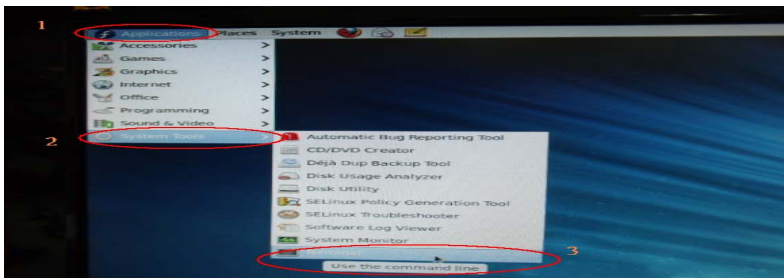 1
Applications Places System
Accessories
Games
Graphics
Internet
Office
Programming
Sound & Video
2
System Tools
Automatic Bug Reporting Tool
CD/DVD Creator
Déjà Dup Backup Tool
Disk Usage Analyzer
Disk Utility
SELinux Policy Generation Tool
SELinux Troubleshooter
Software Log Viewer
System Monitor
3
Use the command line